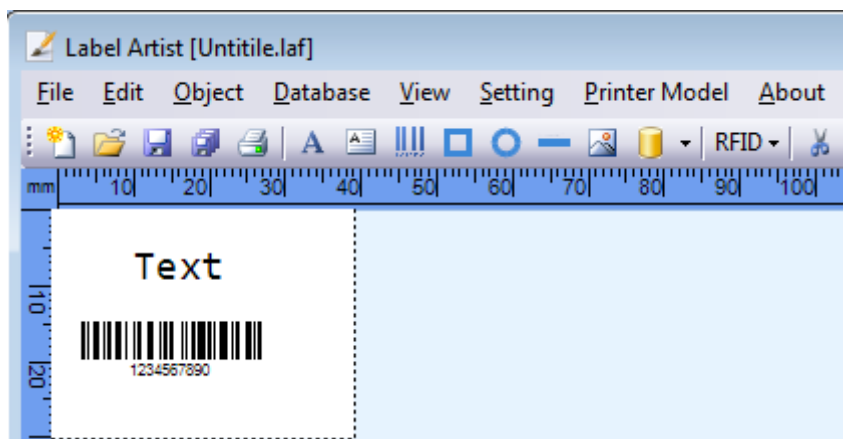 Label Artist [Untitile.laf]
File Edit Object Database View Setting Printer Model About
A A RFID
mm 10 20 30 40 50 60 70 80 90 100
Text
10
1234567890
20